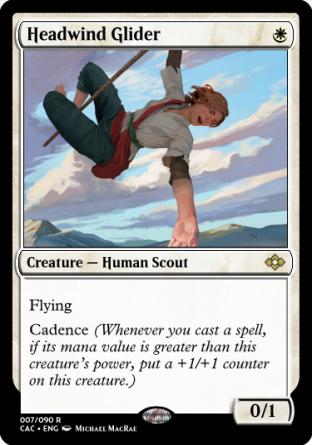 Headwind Glider
Creature — Human Scout
Flying
Cadence (Whenever you cast a spell,
if its mana value is greater than this
creature's power, put a +1/+1 counter
on this creature.)
0/1
007/090 R
CAC • ENG Michael MacRae